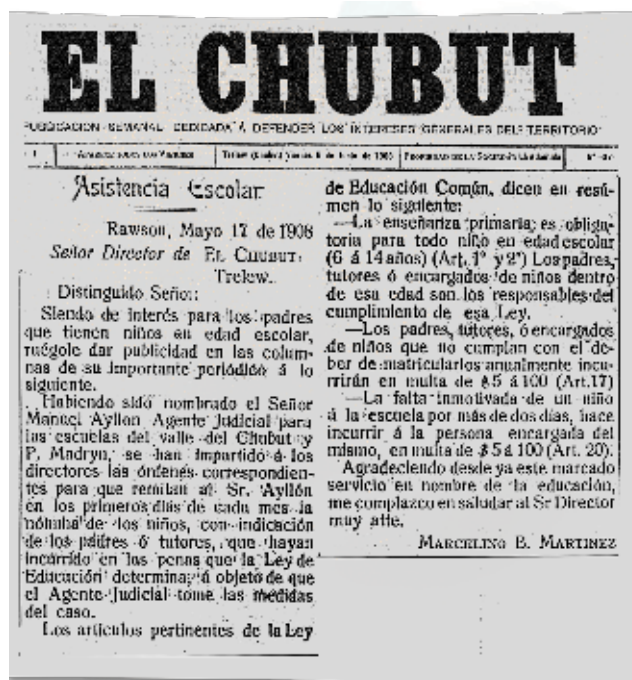 EL CHUBUT
PUBLICACION SEMANAL DEDICADA Á DEFENDER LOS INTERESES GENERALES DEL TERRITORIO
Trelew (Chubut) 1908
Asistencia Escolar
Rawson, Mayo 17 de 1908
Señor Director de EL CHUBUT.
Trelew.
Distinguido Señor:
Siendo de interés para los padres
que tienen niños en edad escolar,
ruégole dar publicidad en las colum-
nas de su importante periódico á lo
siguiente.
Habiendo sido nombrado el Señor
Manuel Ayllon Agente Judicial para
las escuelas del valle del Chubut y
P. Madryn, se han impartido á los
directores las órdenes correspondien-
tes para que remitan al Sr. Ayllón
en los primeros dias de cada mes la
nómina de los niños, con indicación
de los padres ó tutores, que hayan
incurrido en las penas que la Ley de
Educación determina; á objeto de que
el Agente Judicial tome las medidas
del caso.
Los articulos pertinentes de la Ley
de Educación Común, dicen en resú-
men lo siguiente:
—La enseñanza primaria es obliga-
toria para todo niño en edad escolar
(6 á 14 años) (Art. 1º y 2º) Los padres,
tutores ó encargados de niños dentro
de esa edad son los responsables del
cumplimiento de esa Ley.
—Los padres, tutores, ó encargados
de niños que no cumplan con el de-
ber de matricularlos anualmente incu-
rrirán en multa de $5 á 100 (Art.17)
—La falta inmotivada de un niño
á la escuela por más de dos días, hace
incurrir á la persona encargada del
mismo, en multa de $5 á 100 (Art. 20).
Agradeciendo desde ya este marcado
servicio en nombre de la educación,
me complazco en saludar al Sr Director
muy atte.
MARCELINO B. MARTINEZ